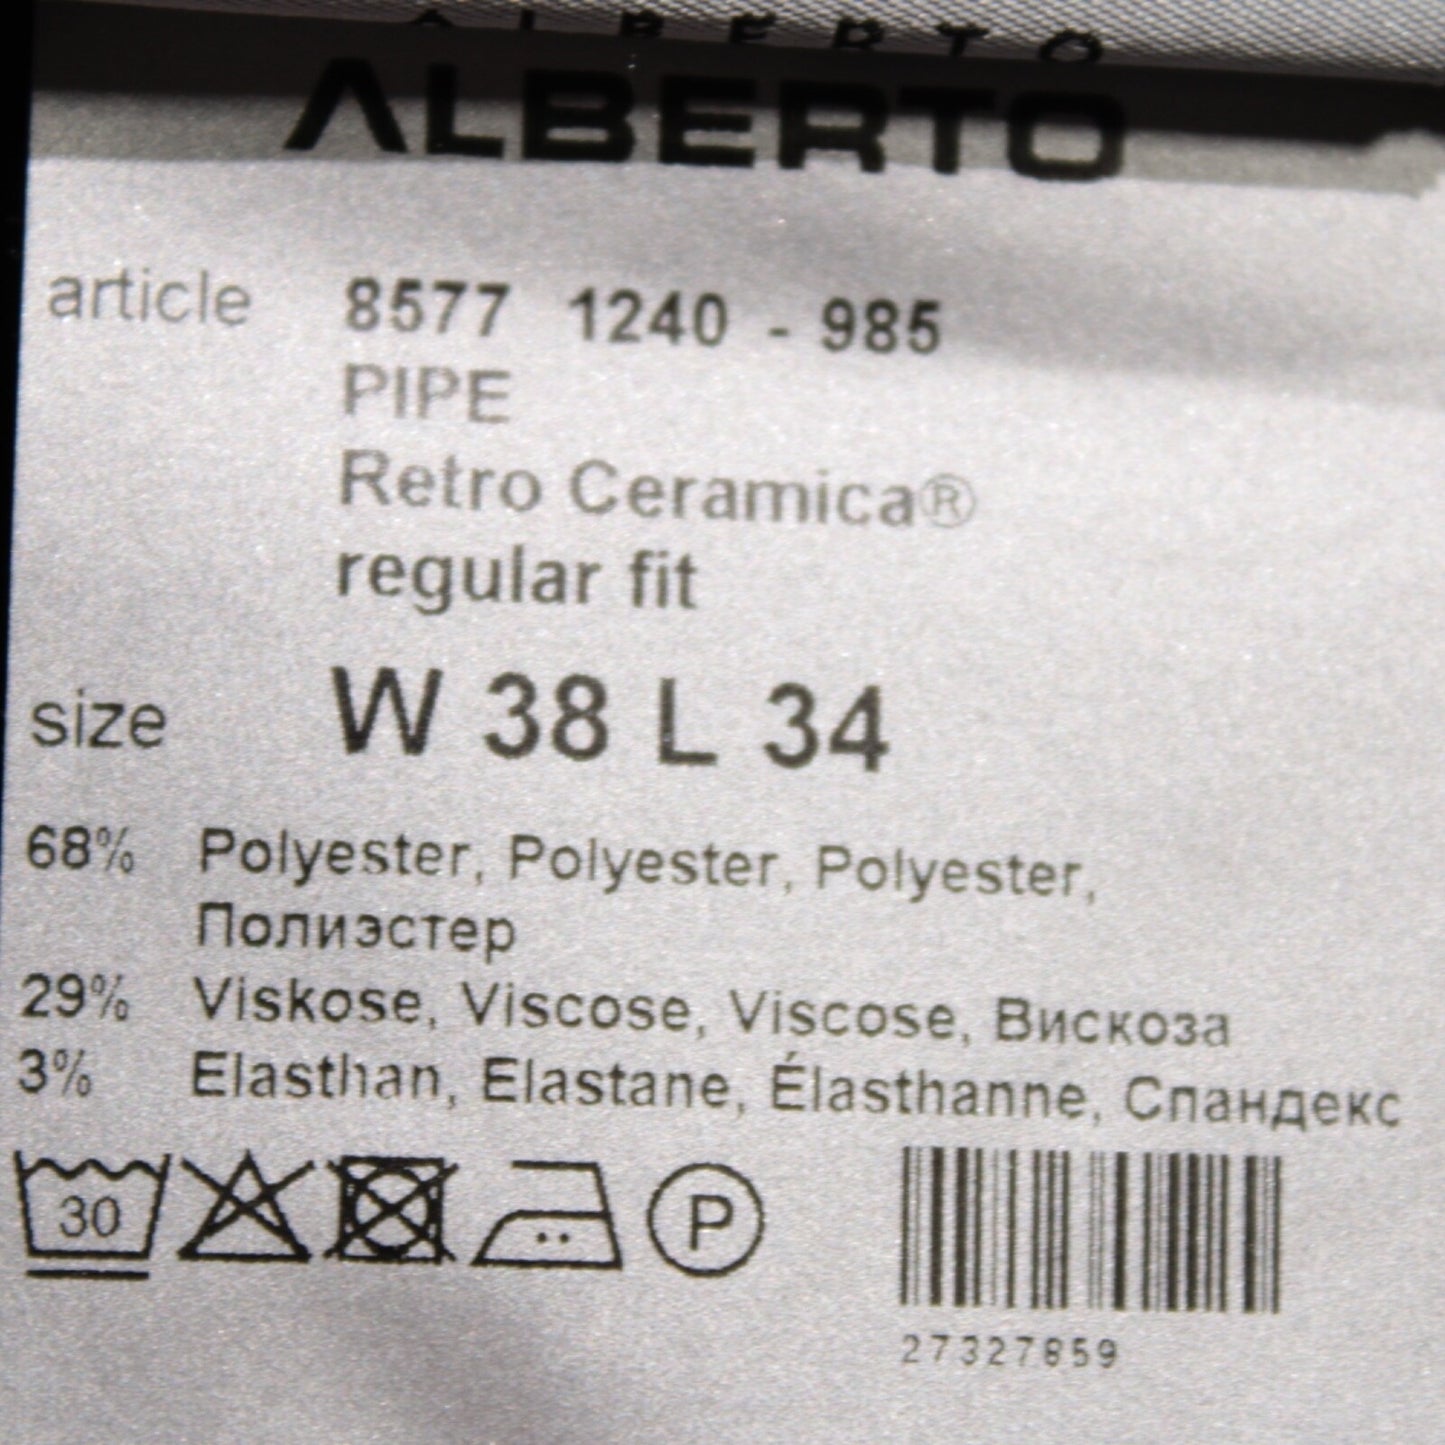 ALBERTO
ALBERTO
article 8577 1240 - 985
PIPE
Retro Ceramica®
regular fit
size W 38 L 34
68% Polyester, Polyester, Polyester,
Полиэстер
29% Viskose, Viscose, Viscose, Вискоза
3% Elasthan, Elastane, Élasthanne, Спандекс
30 P
27327859